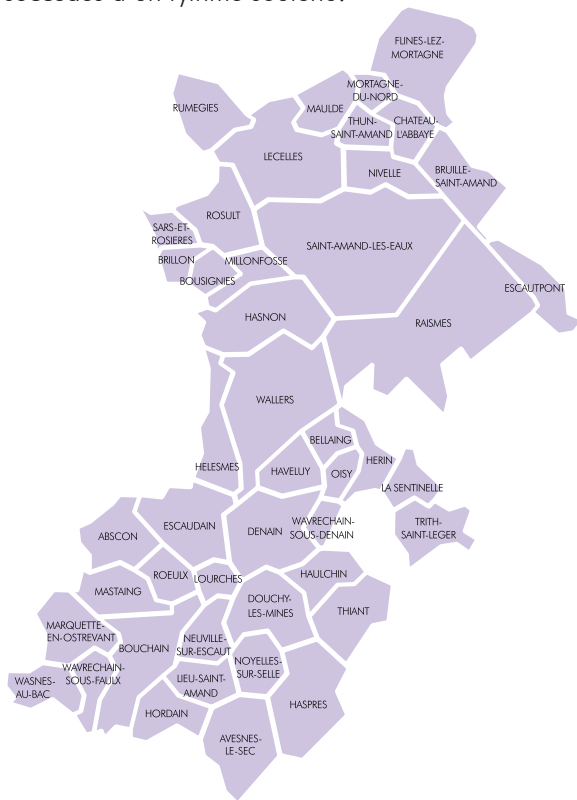 FLINES-LEZ-
MORTAGNE
MORTAGNE-
DU-NORD
RUMEGIES
MAULDE
THUN-
SAINT-AMAND
CHATEAU-
L'ABBAYE
LECELLES
NIVELLE
BRUILLE-
SAINT-AMAND
ROSULT
SARS-ET-
ROSIERES
SAINT-AMAND-LES-EAUX
BRILLON
MILLONFOSSE
BOUSIGNIES
ESCAUTPONT
HASNON
RAISMES
WALLERS
BELLAING
HERIN
HELESMES
HAVELUY
OISY
LA SENTINELLE
ESCAUDAIN
DENAIN
WAVRECHAIN-
SOUS-DENAIN
TRITH-
SAINT-LEGER
ABSCON
ROEULX
LOURCHES
HAULCHIN
MASTAING
DOUCHY-
LES-MINES
THIANT
MARQUETTE-
EN-OSTREVANT
BOUCHAIN
NEUVILLE-
SUR-ESCAUT
NOYELLES-
SUR-SELLE
WAVRECHAIN-
SOUS-FAULX
WASNES-
AU-BAC
LIEU-SAINT-
AMAND
HORDAIN
HASPRES
AVESNES-
LE-SEC